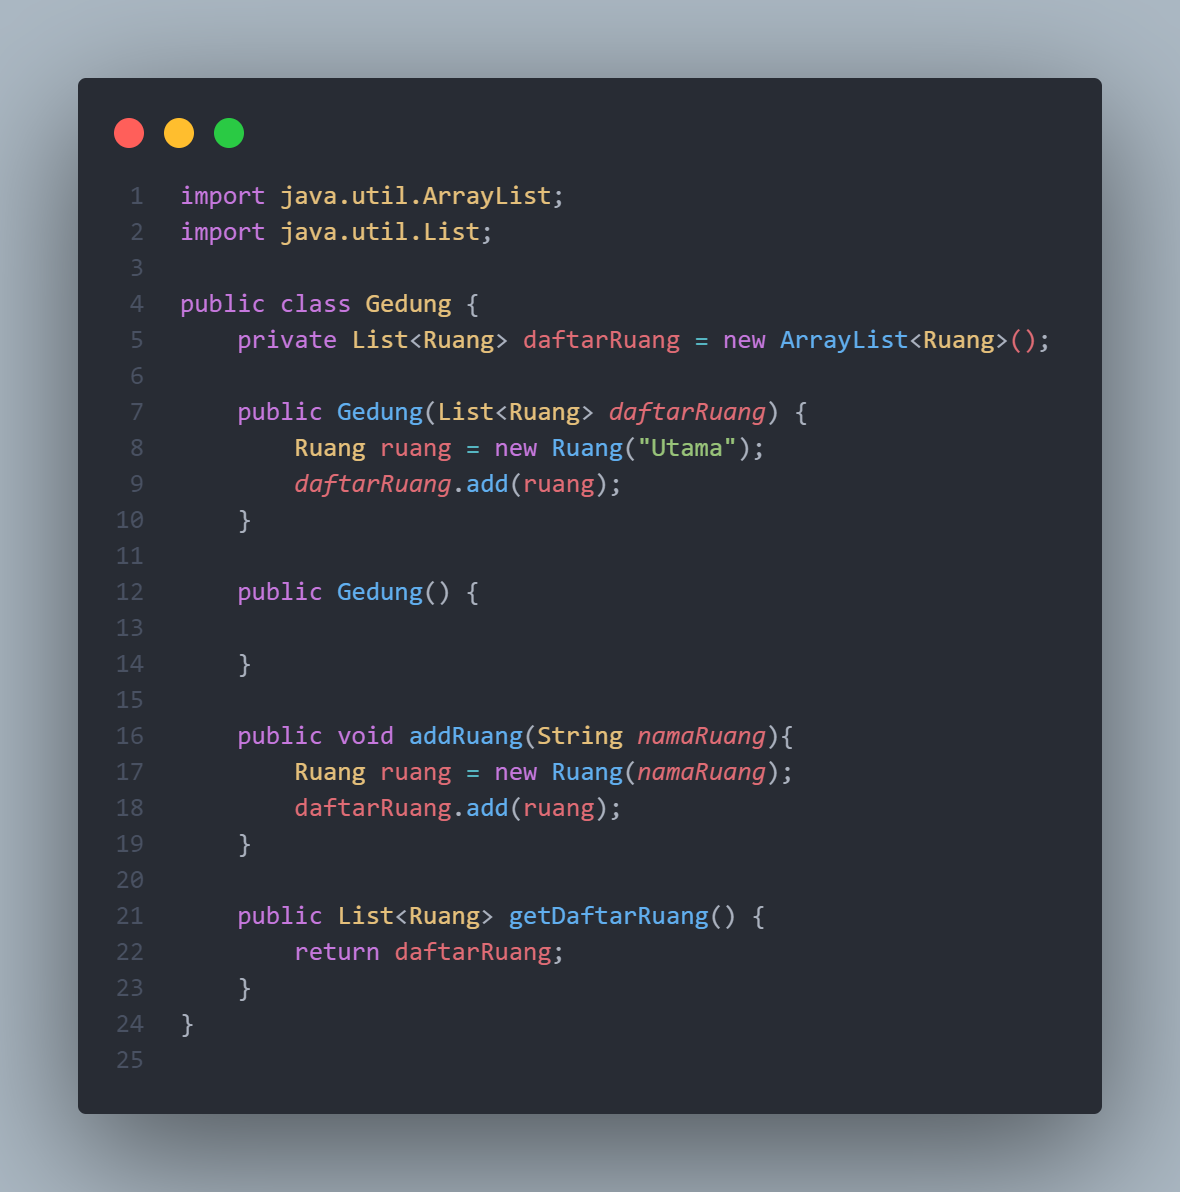 1 import java.util.ArrayList;
2 import java.util.List;
3
4 public class Gedung {
5     private List<Ruang> daftarRuang = new ArrayList<Ruang>();
6
7     public Gedung(List<Ruang> daftarRuang) {
8         Ruang ruang = new Ruang("Utama");
9         daftarRuang.add(ruang);
10     }
11
12     public Gedung() {
13
14     }
15
16     public void addRuang(String namaRuang){
17         Ruang ruang = new Ruang(namaRuang);
18         daftarRuang.add(ruang);
19     }
20
21     public List<Ruang> getDaftarRuang() {
22         return daftarRuang;
23     }
24 }
25